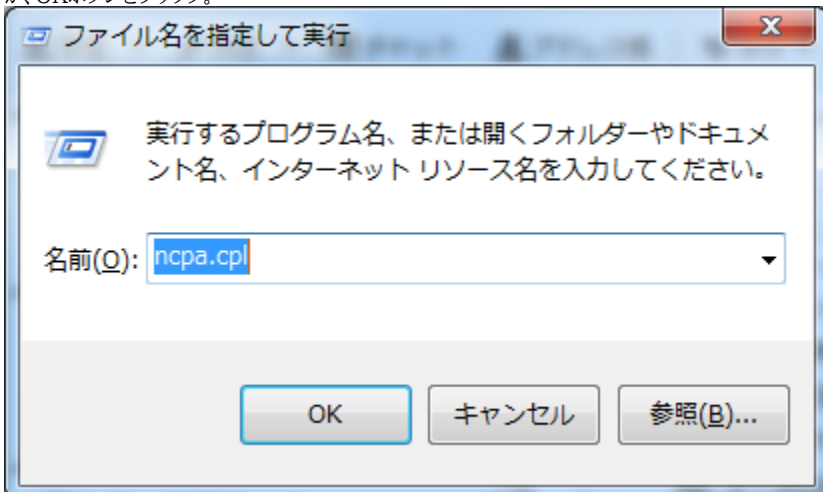 ファイル名を指定して実行
実行するプログラム名、または開くフォルダーやドキュメ
ント名、インターネット リソース名を入力してください。
名前(O): ncpa.cpl
OK キャンセル 参照(B)...